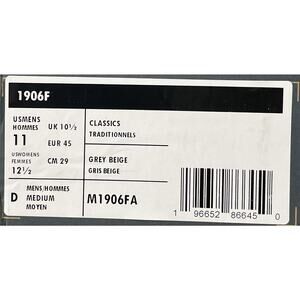 1906F
USMENS
HOMMES
11
USWOMENS
FEMMES
12½
UK 10½
EUR 45
CM 29
CLASSICS
TRADITIONNELS
GREY BEIGE
GRIS BEIGE
D
MENS/HOMMES
MEDIUM
MOYEN
M1906FA
1 96652 86645 0